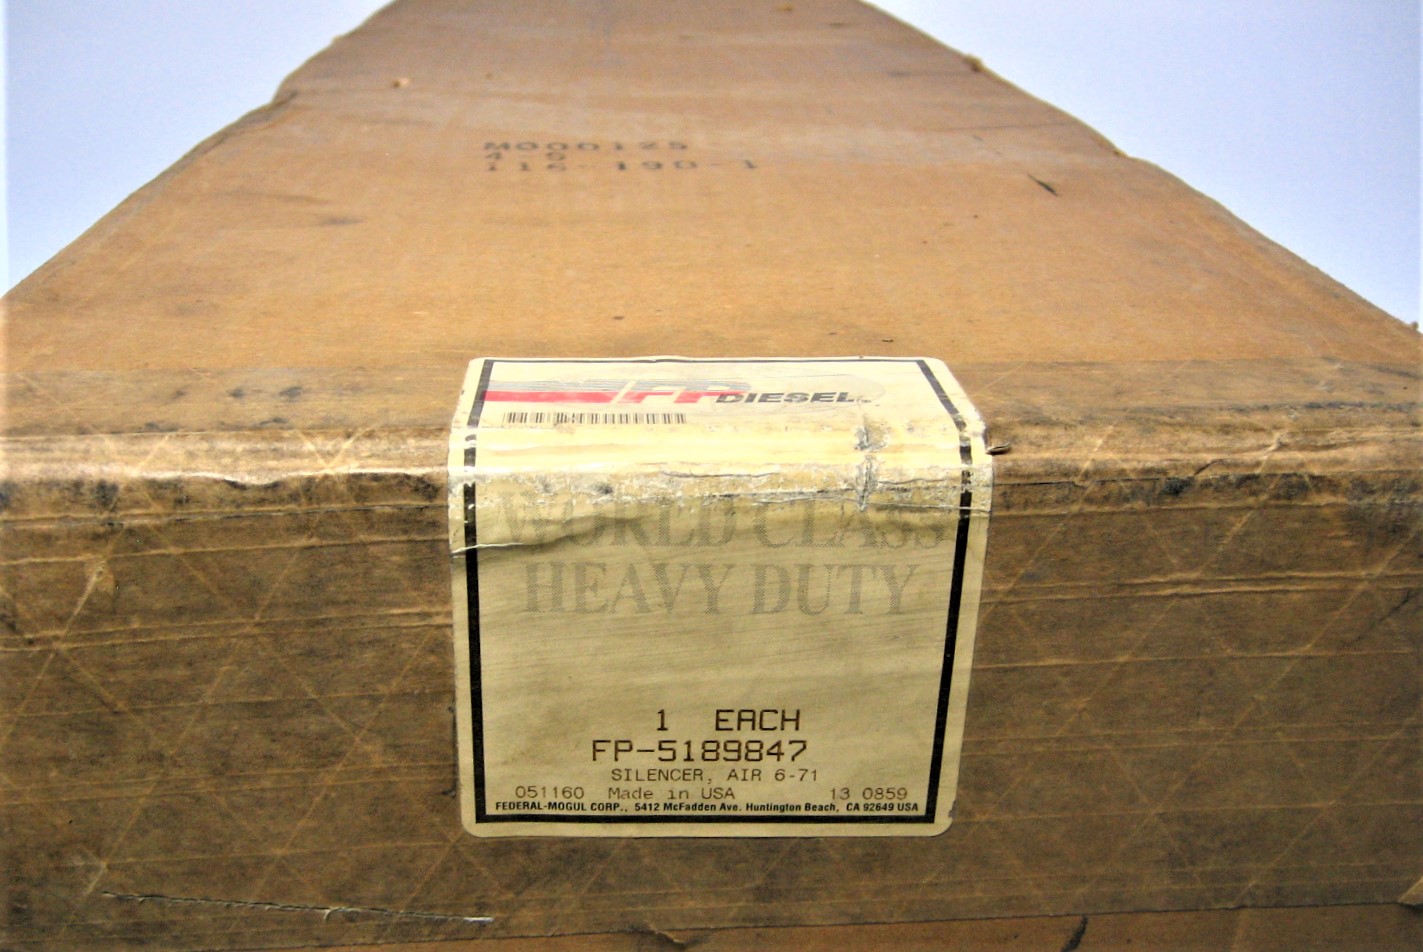 M000125
4-9
116-190-1
FP DIESEL
WORLD CLASS
HEAVY DUTY
1 EACH
FP-5189847
SILENCER, AIR 6-71
051160 Made in USA 13 0859
FEDERAL-MOGUL CORP., 5412 McFadden Ave. Huntington Beach, CA 92649 USA